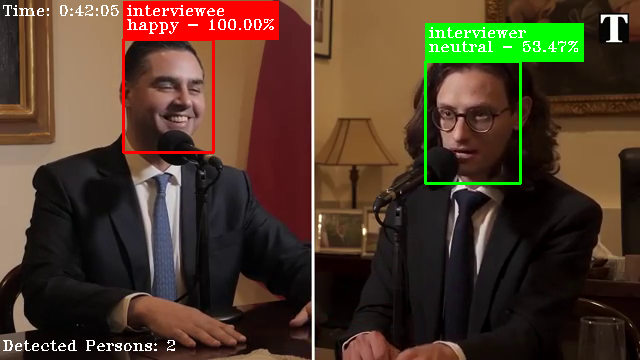 Time: 0:42:05
interviewee
happy - 100.00%
interviewer
neutral - 53.47%
T
Detected Persons: 2